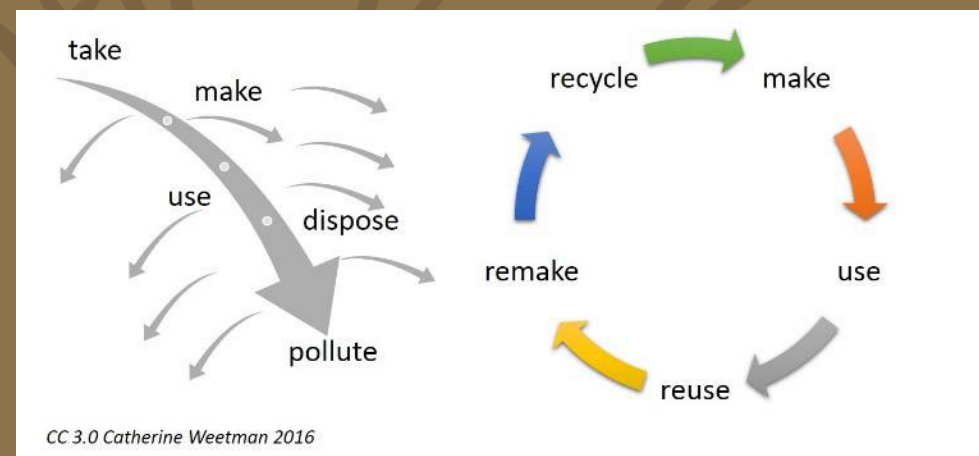 take
make
use
dispose
pollute
recycle
make
use
reuse
remake
CC 3.0 Catherine Weetman 2016